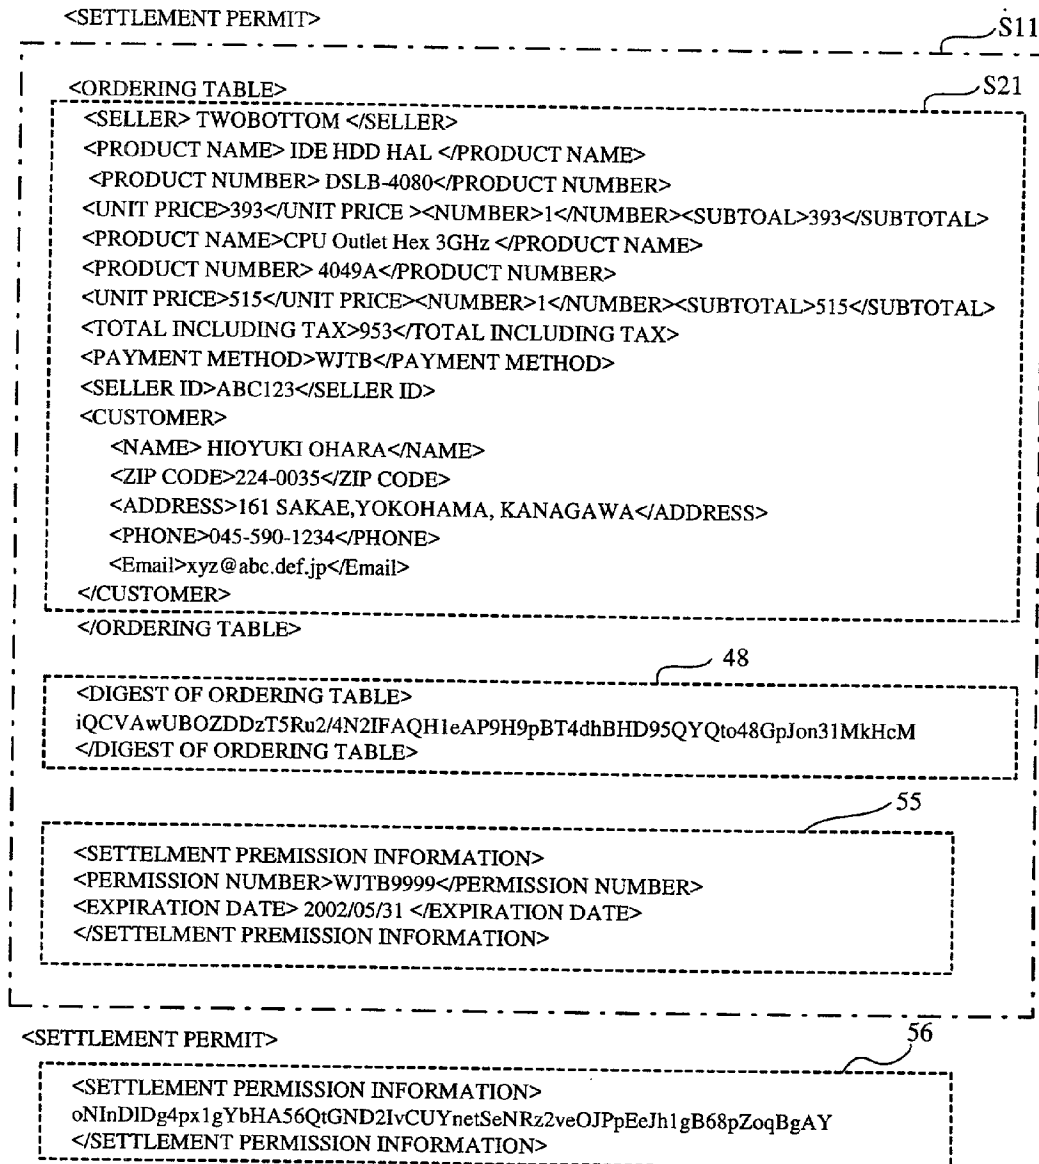 <SETTLEMENT PERMIT>
S11
<ORDERING TABLE>
S21
<SELLER> TWOBOTTOM </SELLER>
<PRODUCT NAME> IDE HDD HAL </PRODUCT NAME>
<PRODUCT NUMBER> DSLB-4080</PRODUCT NUMBER>
<UNIT PRICE>393</UNIT PRICE ><NUMBER>1</NUMBER><SUBTOAL>393</SUBTOTAL>
<PRODUCT NAME>CPU Outlet Hex 3GHz </PRODUCT NAME>
<PRODUCT NUMBER> 4049A</PRODUCT NUMBER>
<UNIT PRICE>515</UNIT PRICE><NUMBER>1</NUMBER><SUBTOTAL>515</SUBTOTAL>
<TOTAL INCLUDING TAX>953</TOTAL INCLUDING TAX>
<PAYMENT METHOD>WJTB</PAYMENT METHOD>
<SELLER ID>ABC123</SELLER ID>
<CUSTOMER>
<NAME> HIOYUKI OHARA</NAME>
<ZIP CODE>224-0035</ZIP CODE>
<ADDRESS>161 SAKAE,YOKOHAMA, KANAGAWA</ADDRESS>
<PHONE>045-590-1234</PHONE>
<Email>xyz@abc.def.jp</Email>
</CUSTOMER>
</ORDERING TABLE>
48
<DIGEST OF ORDERING TABLE>
iQCVAwUBOZDDzT5Ru2/4N2IFAQH1eAP9H9pBT4dhBHD95QYQto48GpJon31MkHcM
</DIGEST OF ORDERING TABLE>
55
<SETTELMENT PREMISSION INFORMATION>
<PERMISSION NUMBER>WJTB9999</PERMISSION NUMBER>
<EXPIRATION DATE> 2002/05/31 </EXPIRATION DATE>
</SETTELMENT PREMISSION INFORMATION>
<SETTLEMENT PERMIT>
56
<SETTLEMENT PERMISSION INFORMATION>
oNInDlDg4px1gYbHA56QtGND2IvCUYnetSeNRz2veOJPpEeJh1gB68pZoqBgAY
</SETTLEMENT PERMISSION INFORMATION>